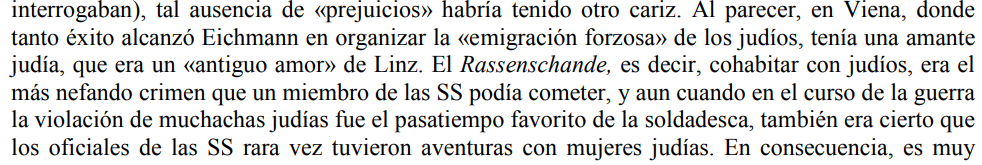 interrogaban), tal ausencia de «prejuicios» habría tenido otro cariz. Al parecer, en Viena, donde
tanto éxito alcanzó Eichmann en organizar la «emigración forzosa» de los judíos, tenía una amante
judía, que era un «antiguo amor» de Linz. El Rassenschande, es decir, cohabitar con judíos, era el
más nefando crimen que un miembro de las SS podía cometer, y aun cuando en el curso de la guerra
la violación de muchachas judías fue el pasatiempo favorito de la soldadesca, también era cierto que
los oficiales de las SS rara vez tuvieron aventuras con mujeres judías. En consecuencia, es muy